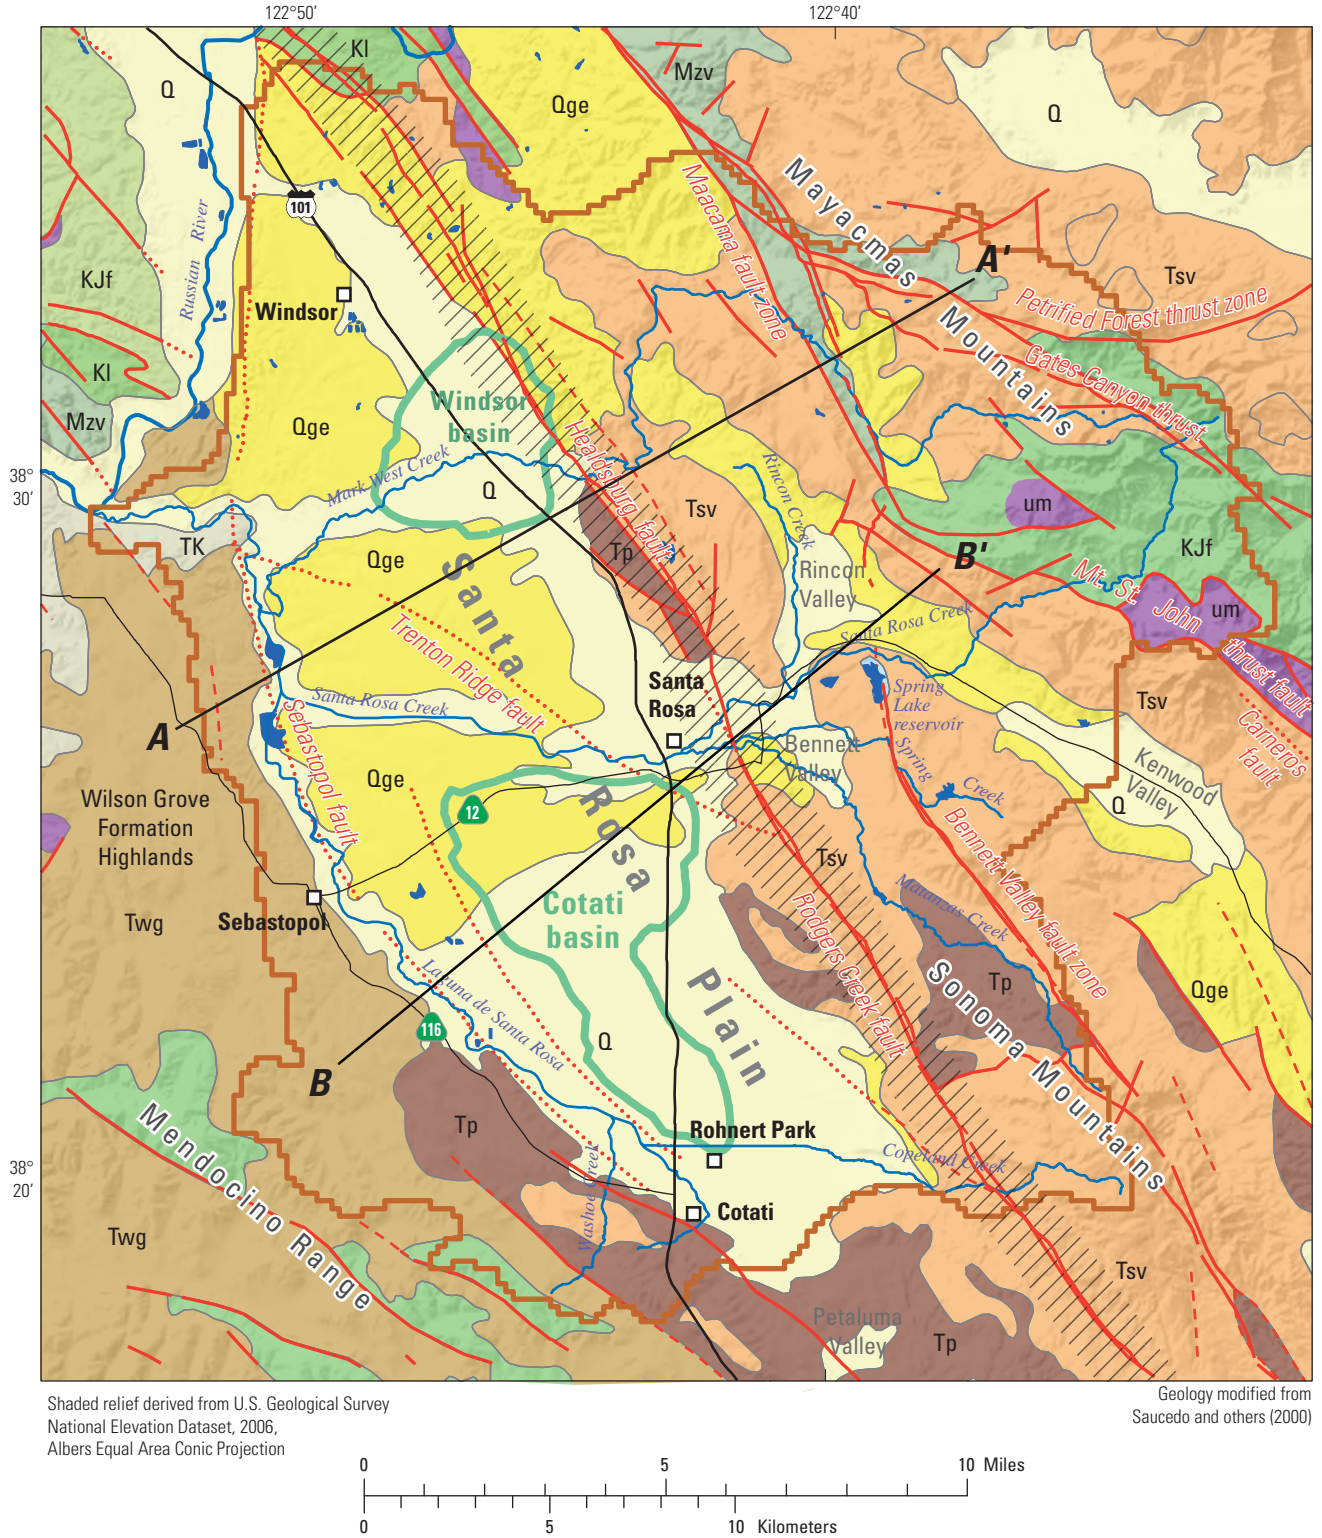 122°50'
122°40'
Kl
Q
Mzv
Qge
Q
Mayacmas
Mountains
101
Maacama fault zone
Russian River
A'
Tsv
KJf
Petrified Forest thrust zone
Windsor
Gates Canyon thrust
Kl
Windsor
basin
Mzv
Qge
Healdsburg fault
Mark West Creek
Rincon Creek
38°
30'
Q
Tsv
um
TK
Qge
Tp
B'
KJf
Santa
Rosa
Plain
Rincon
Valley
Mt. St. John
thrust fault
um
Trenton Ridge fault
Santa Rosa Creek
Santa
Rosa
Spring
Lake
reservoir
Tsv
Santa Rosa Creek
Sebastopol fault
Carneros
fault
A
Bennett
Valley
Spring Creek
Kenwood
Valley
Qge
Q
Wilson Grove
Formation
Highlands
12
Bennett Valley fault zone
Tsv
Cotati
basin
Matanzas Creek
Twg
Sebastopol
Rodgers Creek fault
Laguna de Santa Rosa
Sonoma Mountains
Tp
Qge
116
Q
B
Mendocino Range
Tp
Rohnert Park
Copeland Creek
38°
20'
Washoe Creek
Cotati
Twg
Tsv
Petaluma
Valley
Tp
Shaded relief derived from U.S. Geological Survey
National Elevation Dataset, 2006,
Albers Equal Area Conic Projection
Geology modified from
Saucedo and others (2000)
0 5 10 Miles
0 5 10 Kilometers